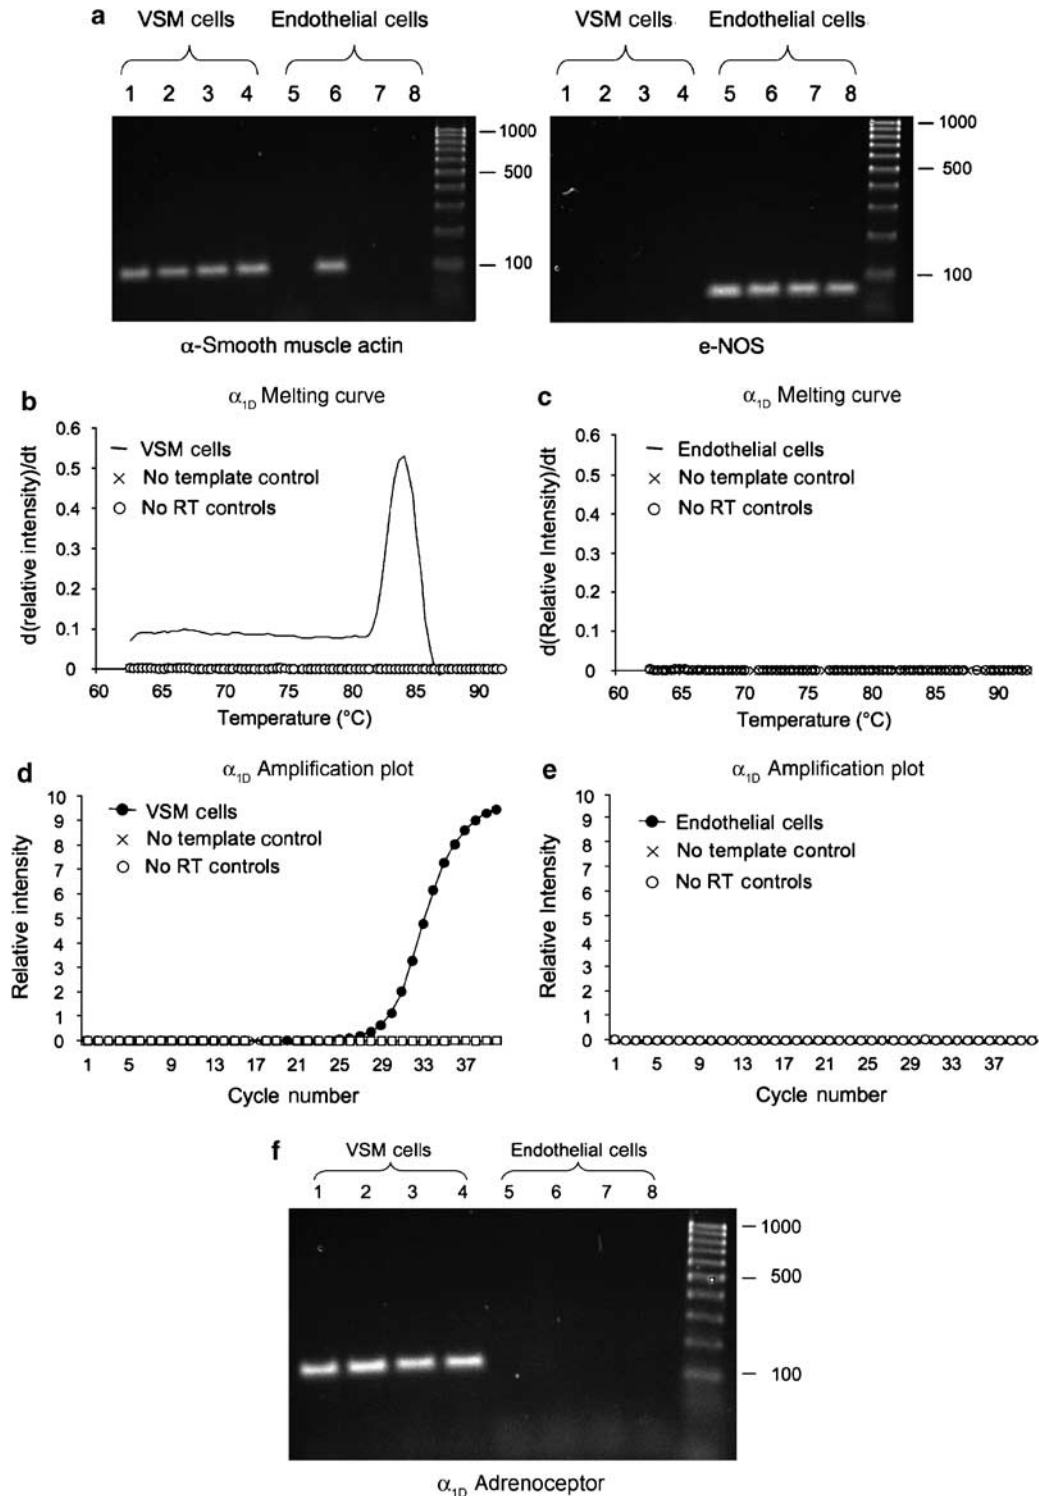 a
VSM cells
Endothelial cells
1 2 3 4 5 6 7 8
1000
500
100
α-Smooth muscle actin
VSM cells
Endothelial cells
1 2 3 4 5 6 7 8
1000
500
100
e-NOS
b
α1D Melting curve
d(relative intensity)/dt
0.6
0.5
0.4
0.3
0.2
0.1
0
VSM cells
No template control
No RT controls
60 65 70 75 80 85 90
Temperature (°C)
c
α1D Melting curve
d(Relative Intensity)/dt
0.6
0.5
0.4
0.3
0.2
0.1
0
Endothelial cells
No template control
No RT controls
60 65 70 75 80 85 90
Temperature (°C)
d
α1D Amplification plot
Relative intensity
10
9
8
7
6
5
4
3
2
1
0
VSM cells
No template control
No RT controls
1 5 9 13 17 21 25 29 33 37
Cycle number
e
α1D Amplification plot
Relative Intensity
10
9
8
7
6
5
4
3
2
1
0
Endothelial cells
No template control
No RT controls
1 5 9 13 17 21 25 29 33 37
Cycle number
f
VSM cells
Endothelial cells
1 2 3 4 5 6 7 8
1000
500
100
α1D Adrenoceptor